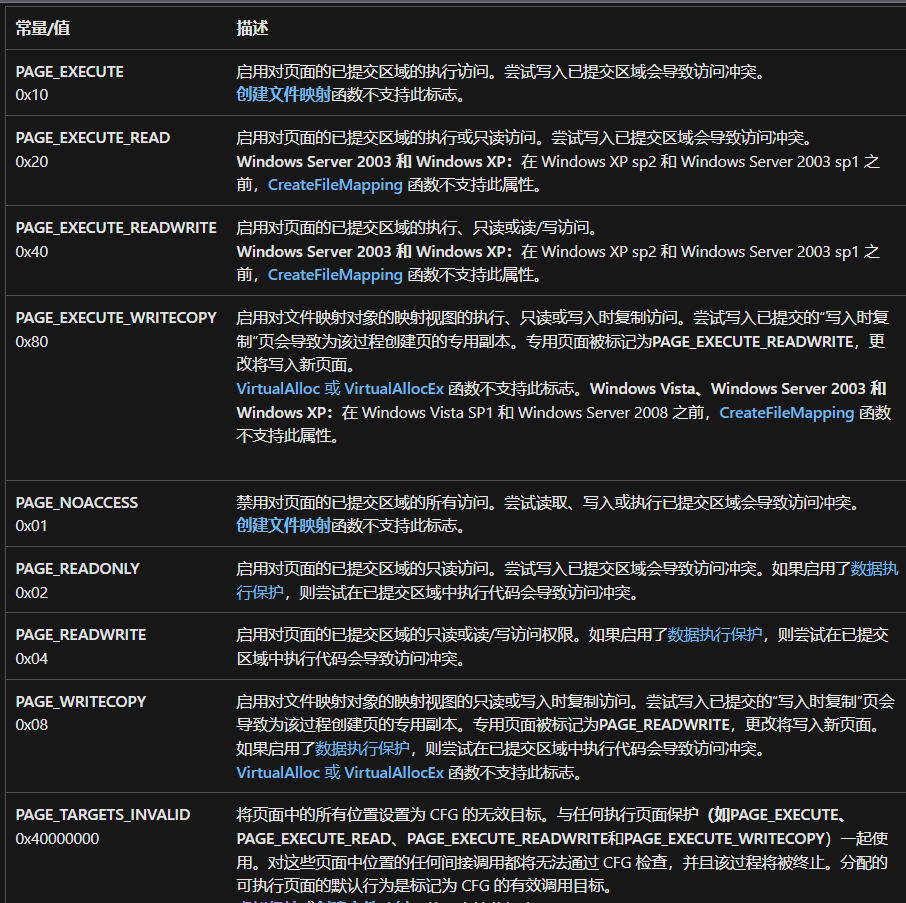 常量/值 描述
PAGE_EXECUTE
0x10
启用对页面的已提交区域的执行访问。尝试写入已提交区域会导致访问冲突。
创建文件映射函数不支持此标志。
PAGE_EXECUTE_READ
0x20
启用对页面的已提交区域的执行或只读访问。尝试写入已提交区域会导致访问冲突。
Windows Server 2003 和 Windows XP：在 Windows XP sp2 和 Windows Server 2003 sp1 之
前，CreateFileMapping 函数不支持此属性。
PAGE_EXECUTE_READWRITE
0x40
启用对页面的已提交区域的执行、只读或读/写访问。
Windows Server 2003 和 Windows XP：在 Windows XP sp2 和 Windows Server 2003 sp1 之
前，CreateFileMapping 函数不支持此属性。
PAGE_EXECUTE_WRITECOPY
0x80
启用对文件映射对象的映射视图的执行、只读或写入时复制访问。尝试写入已提交的“写入时复
制”页会导致为该过程创建页的专用副本。专用页面被标记为PAGE_EXECUTE_READWRITE，更
改将写入新页面。
VirtualAlloc 或 VirtualAllocEx 函数不支持此标志。Windows Vista、Windows Server 2003 和
Windows XP：在 Windows Vista SP1 和 Windows Server 2008 之前，CreateFileMapping 函数
不支持此属性。
PAGE_NOACCESS
0x01
禁用对页面的已提交区域的所有访问。尝试读取、写入或执行已提交区域会导致访问冲突。
创建文件映射函数不支持此标志。
PAGE_READONLY
0x02
启用对页面的已提交区域的只读访问。尝试写入已提交区域会导致访问冲突。如果启用了数据执
行保护，则尝试在已提交区域中执行代码会导致访问冲突。
PAGE_READWRITE
0x04
启用对页面的已提交区域的只读或读/写访问权限。如果启用了数据执行保护，则尝试在已提交
区域中执行代码会导致访问冲突。
PAGE_WRITECOPY
0x08
启用对文件映射对象的映射视图的只读或写入时复制访问。尝试写入已提交的“写入时复制”页会
导致为该过程创建页的专用副本。专用页面被标记为PAGE_READWRITE，更改将写入新页面。
如果启用了数据执行保护，则尝试在已提交区域中执行代码会导致访问冲突。
VirtualAlloc 或 VirtualAllocEx 函数不支持此标志。
PAGE_TARGETS_INVALID
0x40000000
将页面中的所有位置设置为 CFG 的无效目标。与任何执行页面保护（如PAGE_EXECUTE、
PAGE_EXECUTE_READ、PAGE_EXECUTE_READWRITE和PAGE_EXECUTE_WRITECOPY）一起使
用。对这些页面中位置的任何间接调用都将无法通过 CFG 检查，并且该过程将被终止。分配的
可执行页面的默认行为是标记为 CFG 的有效调用目标。